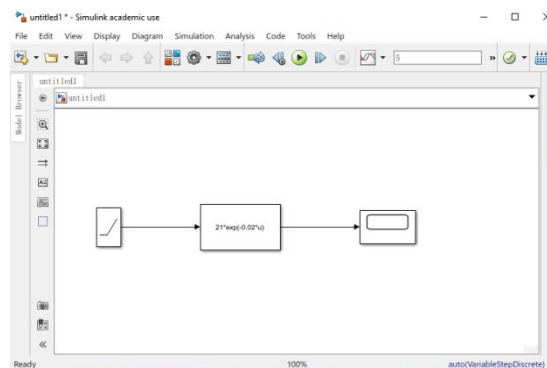 untitled1 * - Simulink academic use
File Edit View Display Diagram Simulation Analysis Code Tools Help
5
»
untitled1
untitled1
Model Browser
21*exp(-0.02*u)
Ready 100% auto(VariableStepDiscrete)